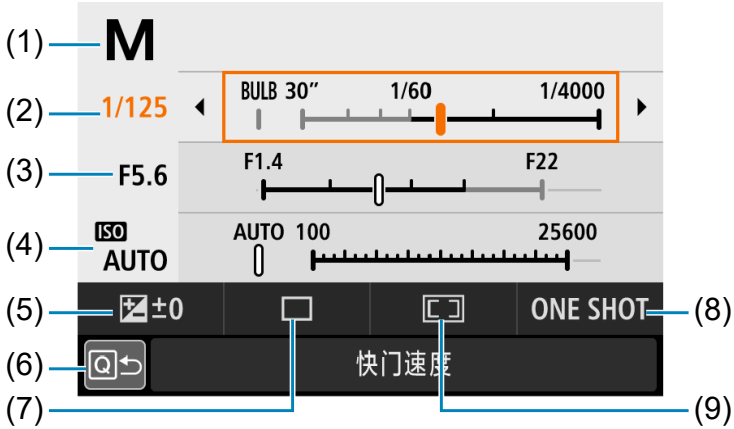 (1) M
BULB 30″ 1/60 1/4000
(2) 1/125
F1.4 F22
(3) F5.6
(4) ISO AUTO 100 25600
AUTO
(5) ±0 ONE SHOT (8)
(6) Q 快门速度
(7) (9)